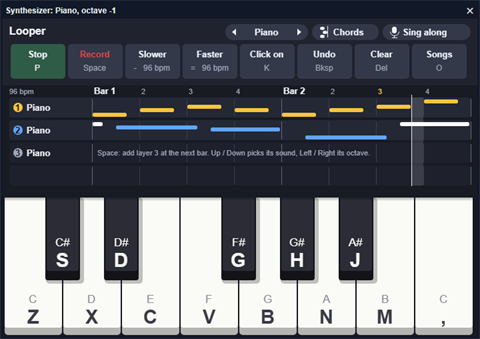 Synthesizer: Piano, octave -1 ×
Looper ◀ Piano ▶ Chords Sing along
Stop Record Slower Faster Click on Undo Clear Songs
P Space - 96 bpm = 96 bpm K Bksp Del O
96 bpm Bar 1 2 3 4 Bar 2 2 3 4
1 Piano
2 Piano
3 Piano Space: add layer 3 at the next bar. Up / Down picks its sound, Left / Right its octave.
C# D# F# G# A#
S D G H J
C D E F G A B C
Z X C V B N M ,